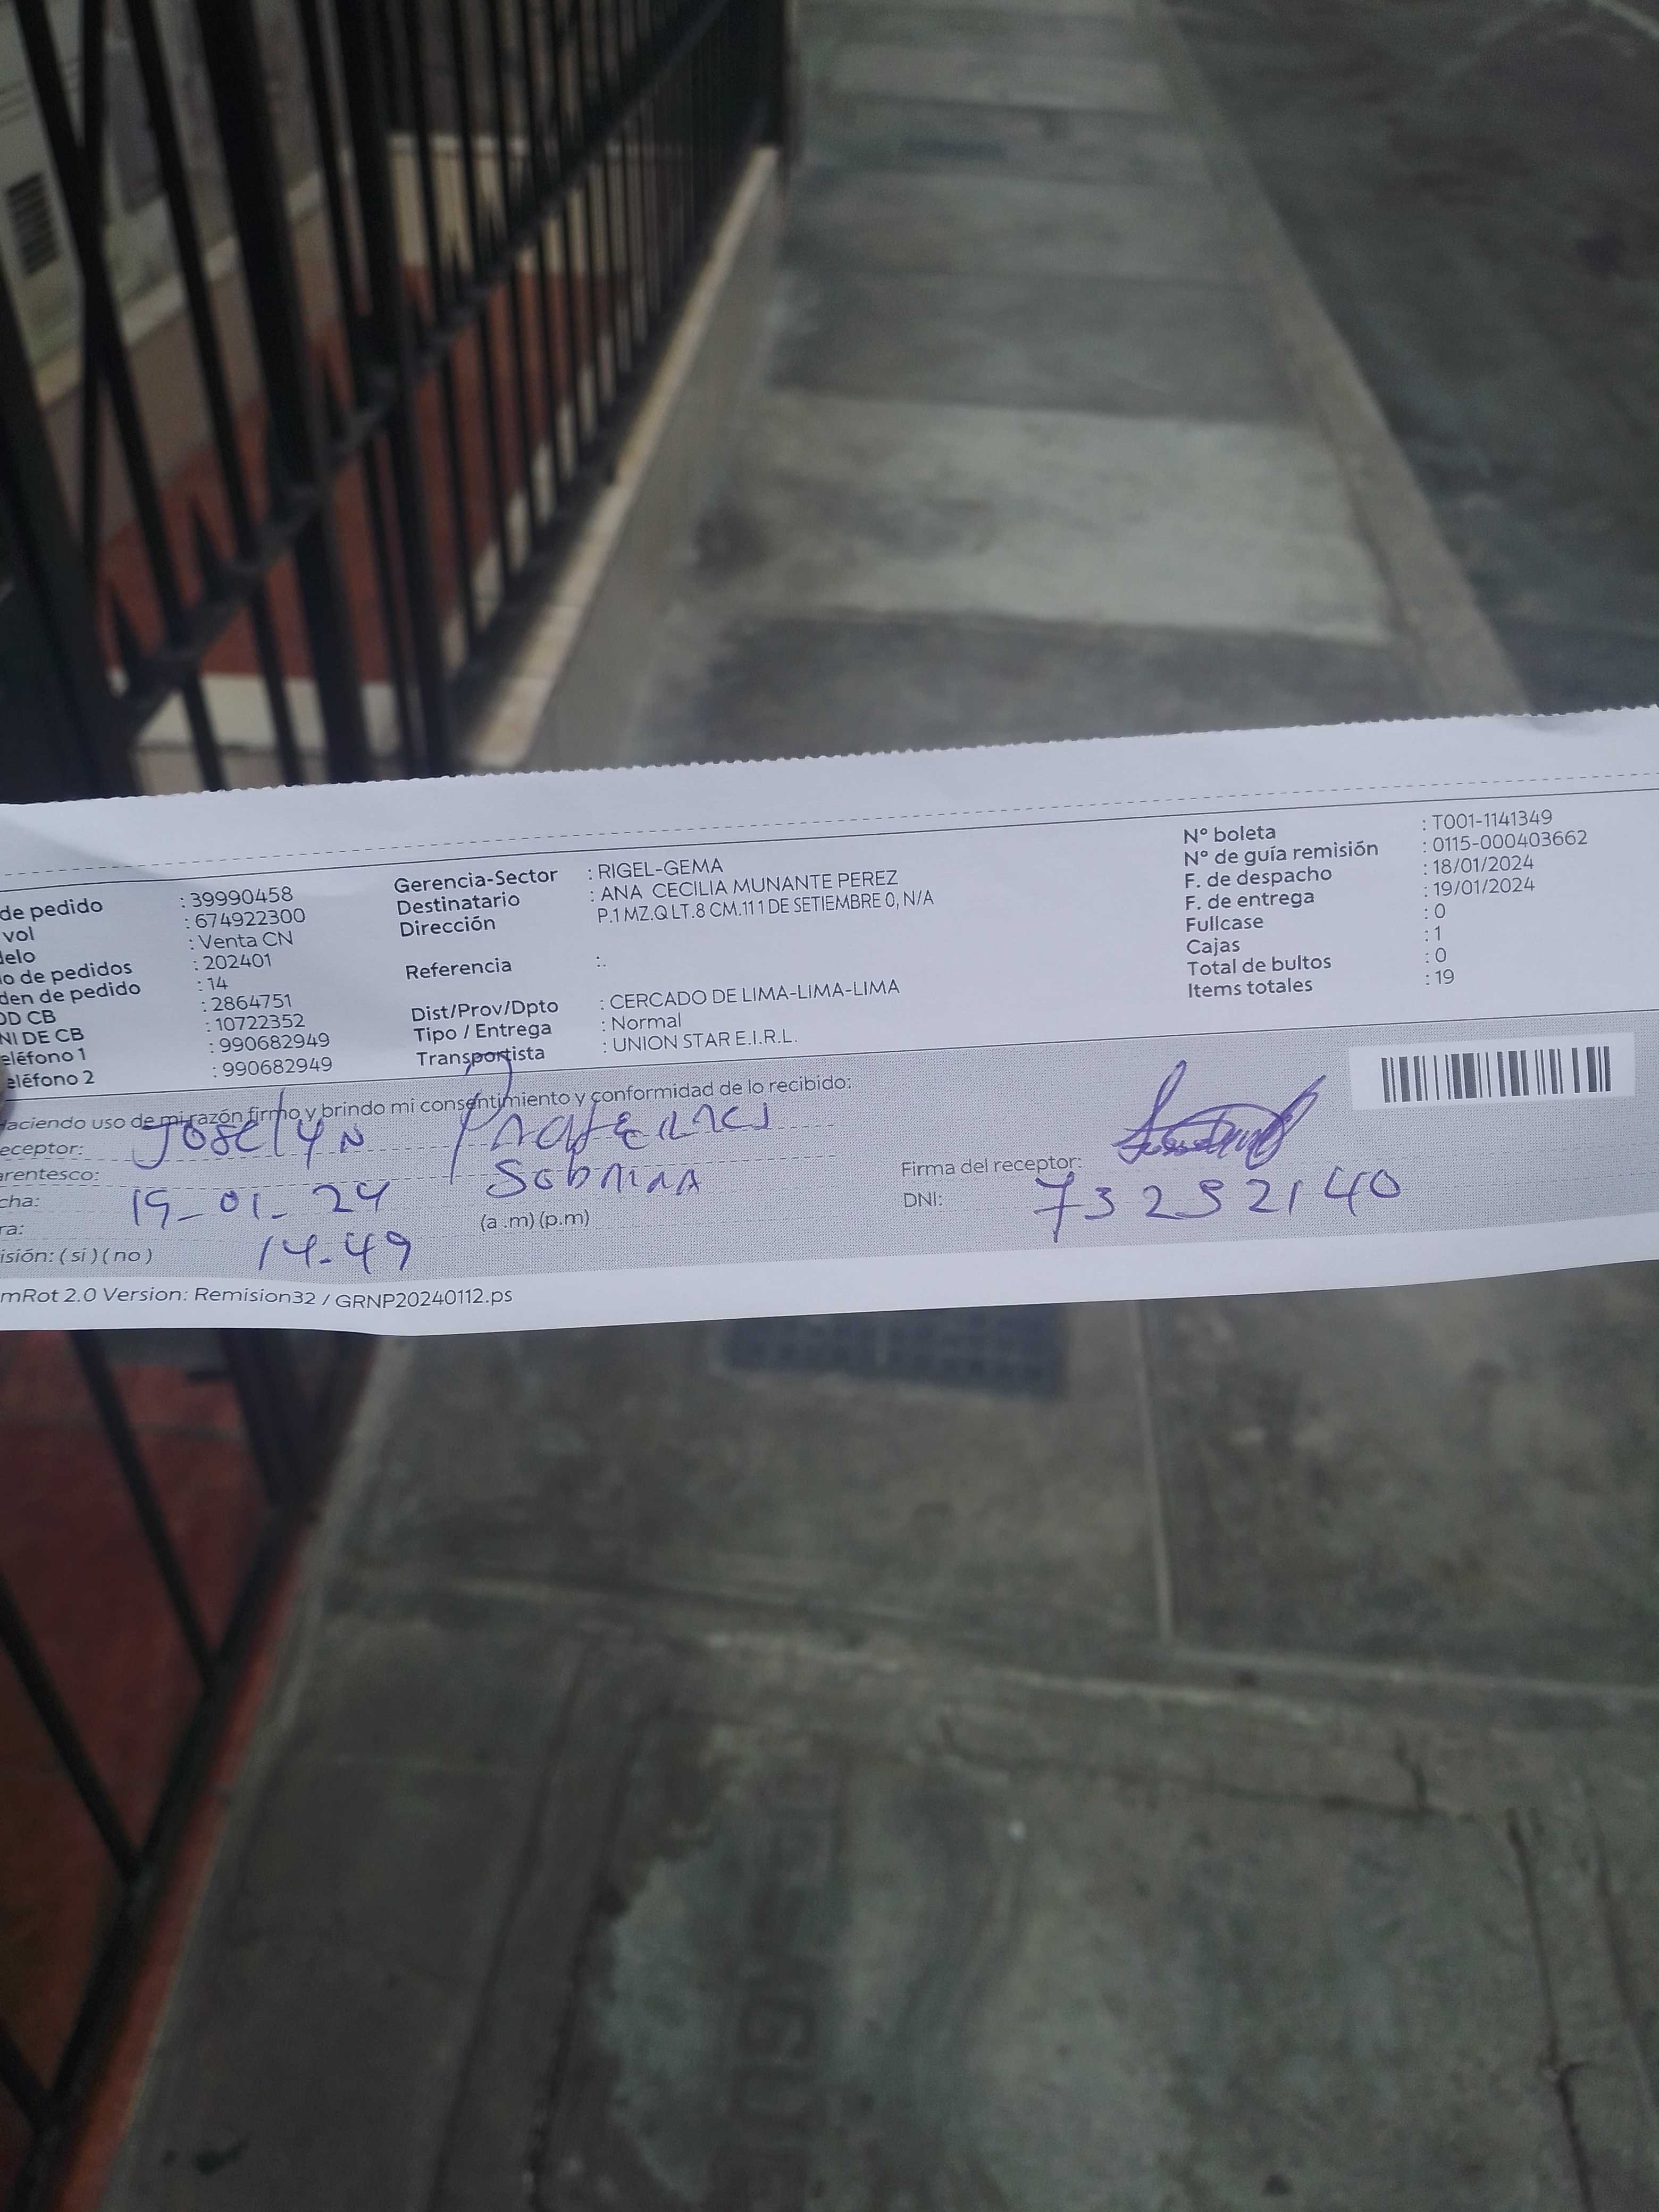 de pedido : 39990458
vol : 674922300
delo : Venta CN
o de pedidos : 202401
den de pedido : 14
OD CB : 2864751
NI DE CB : 10722352
eléfono 1 : 990682949
eléfono 2 : 990682949
Gerencia-Sector : RIGEL-GEMA
Destinatario : ANA CECILIA MUNANTE PEREZ
Dirección P.1 MZ.Q LT.8 CM.11 1 DE SETIEMBRE 0, N/A
Referencia :.
Dist/Prov/Dpto : CERCADO DE LIMA-LIMA-LIMA
Tipo / Entrega : Normal
Transportista : UNION STAR E.I.R.L.
N° boleta : T001-1141349
N° de guía remisión : 0115-000403662
F. de despacho : 18/01/2024
F. de entrega : 19/01/2024
Fullcase : 0
Cajas : 1
Total de bultos : 0
Items totales : 19
Haciendo uso de mi razón firmo y brindo mi consentimiento y conformidad de lo recibido:
eceptor: Joselyn
arentesco: Sobrina
cha: 19-01-24
ra: 14-49 (a.m) (p.m)
isión: (si) (no)
Firma del receptor:
DNI: 73252140
mRot 2.0 Version: Remision32 / GRNP20240112.ps